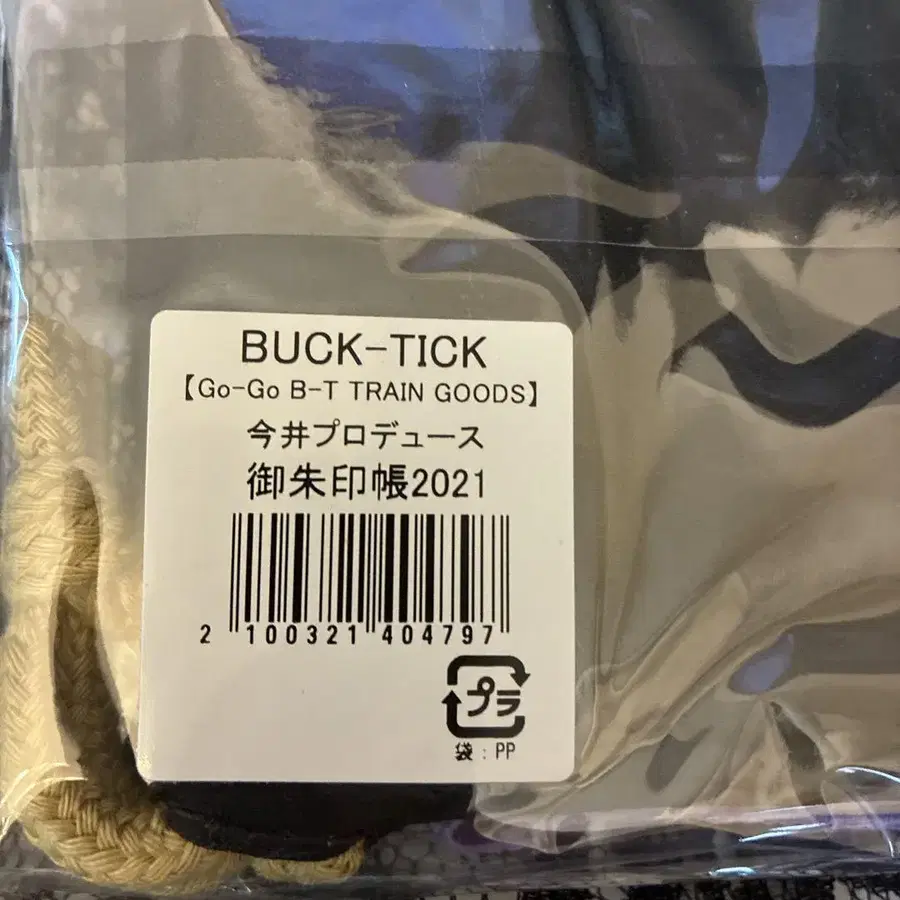 BUCK-TICK
【Go-Go B-T TRAIN GOODS】
今井プロデュース
御朱印帳2021
2 100321 404797
プラ
袋：PP